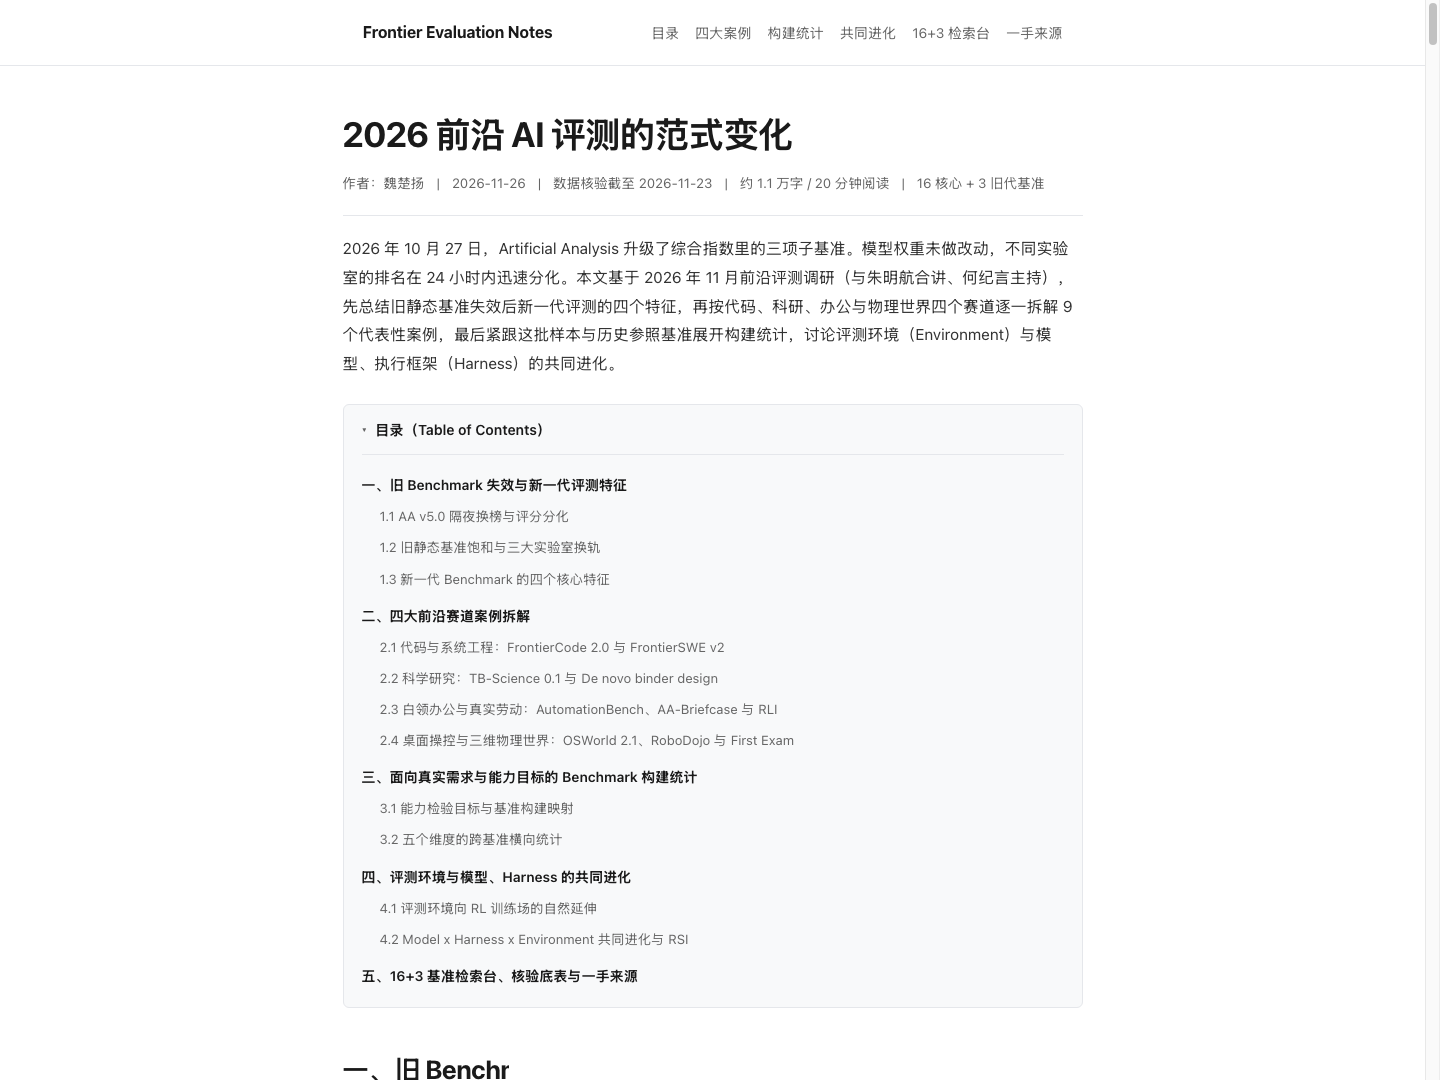 Frontier Evaluation Notes
目录 四大案例 构建统计 共同进化 16+3 检索台 一手来源
2026 前沿 AI 评测的范式变化
作者：魏楚扬 | 2026-11-26 | 数据核验截至 2026-11-23 | 约 1.1 万字 / 20 分钟阅读 | 16 核心 + 3 旧代基准
2026 年 10 月 27 日，Artificial Analysis 升级了综合指数里的三项子基准。模型权重未做改动，不同实验
室的排名在 24 小时内迅速分化。本文基于 2026 年 11 月前沿评测调研（与朱明航合讲、何纪言主持），
先总结旧静态基准失效后新一代评测的四个特征，再按代码、科研、办公与物理世界四个赛道逐一拆解 9
个代表性案例，最后紧跟这批样本与历史参照基准展开构建统计，讨论评测环境（Environment）与模
型、执行框架（Harness）的共同进化。
▾ 目录（Table of Contents）
一、旧 Benchmark 失效与新一代评测特征
1.1 AA v5.0 隔夜换榜与评分分化
1.2 旧静态基准饱和与三大实验室换轨
1.3 新一代 Benchmark 的四个核心特征
二、四大前沿赛道案例拆解
2.1 代码与系统工程：FrontierCode 2.0 与 FrontierSWE v2
2.2 科学研究：TB-Science 0.1 与 De novo binder design
2.3 白领办公与真实劳动：AutomationBench、AA-Briefcase 与 RLI
2.4 桌面操控与三维物理世界：OSWorld 2.1、RoboDojo 与 First Exam
三、面向真实需求与能力目标的 Benchmark 构建统计
3.1 能力检验目标与基准构建映射
3.2 五个维度的跨基准横向统计
四、评测环境与模型、Harness 的共同进化
4.1 评测环境向 RL 训练场的自然延伸
4.2 Model x Harness x Environment 共同进化与 RSI
五、16+3 基准检索台、核验底表与一手来源
一、旧 Benchr